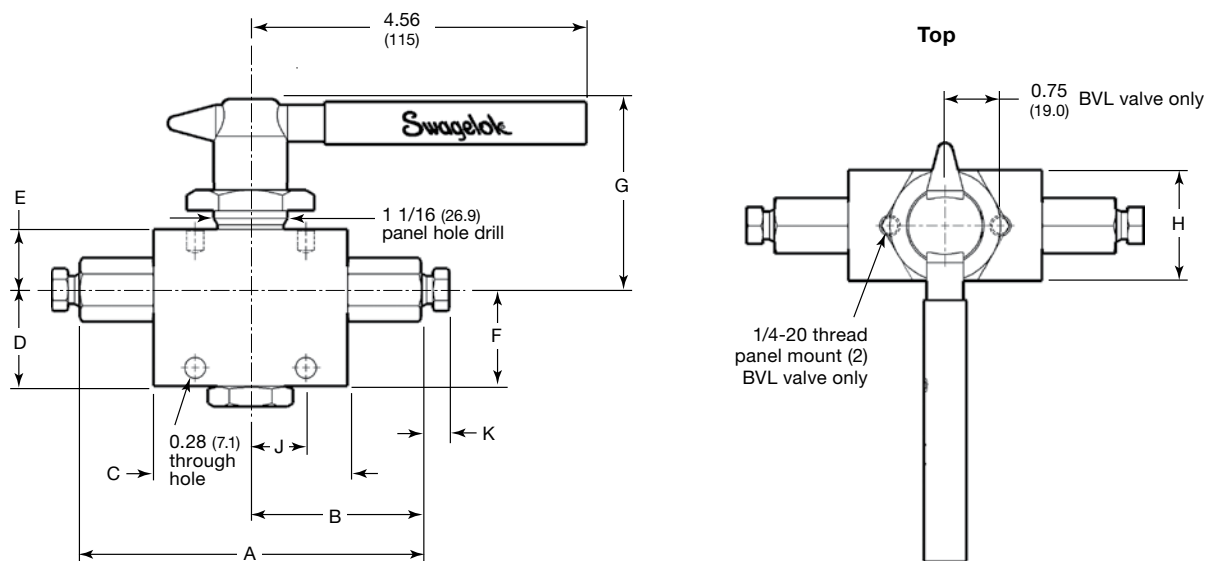 4.56
(115)
Swagelok
G
E
1 1/16 (26.9)
panel hole drill
D
F
0.28 (7.1)
through
hole
J
K
C
B
A
Top
0.75
(19.0)
BVL valve only
H
1/4-20 thread
panel mount (2)
BVL valve only